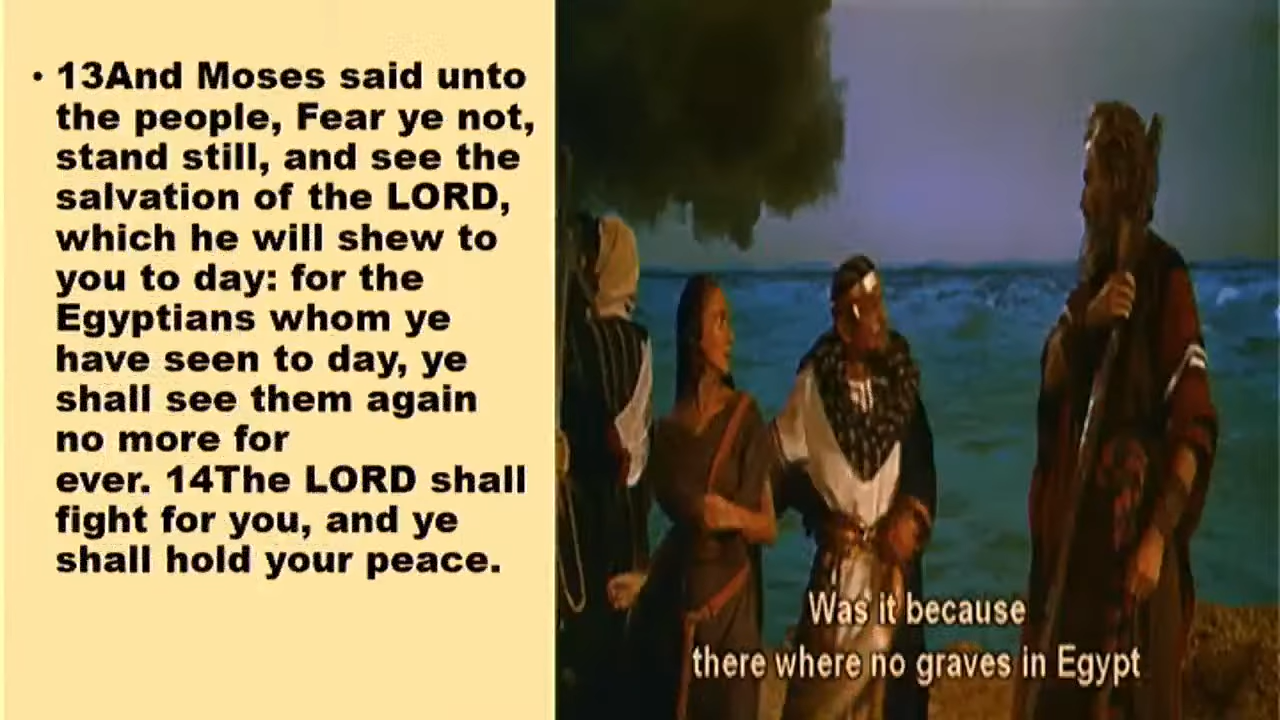 • 13And Moses said unto
the people, Fear ye not,
stand still, and see the
salvation of the LORD,
which he will shew to
you to day: for the
Egyptians whom ye
have seen to day, ye
shall see them again
no more for
ever. 14The LORD shall
fight for you, and ye
shall hold your peace.
Was it because
there where no graves in Egypt